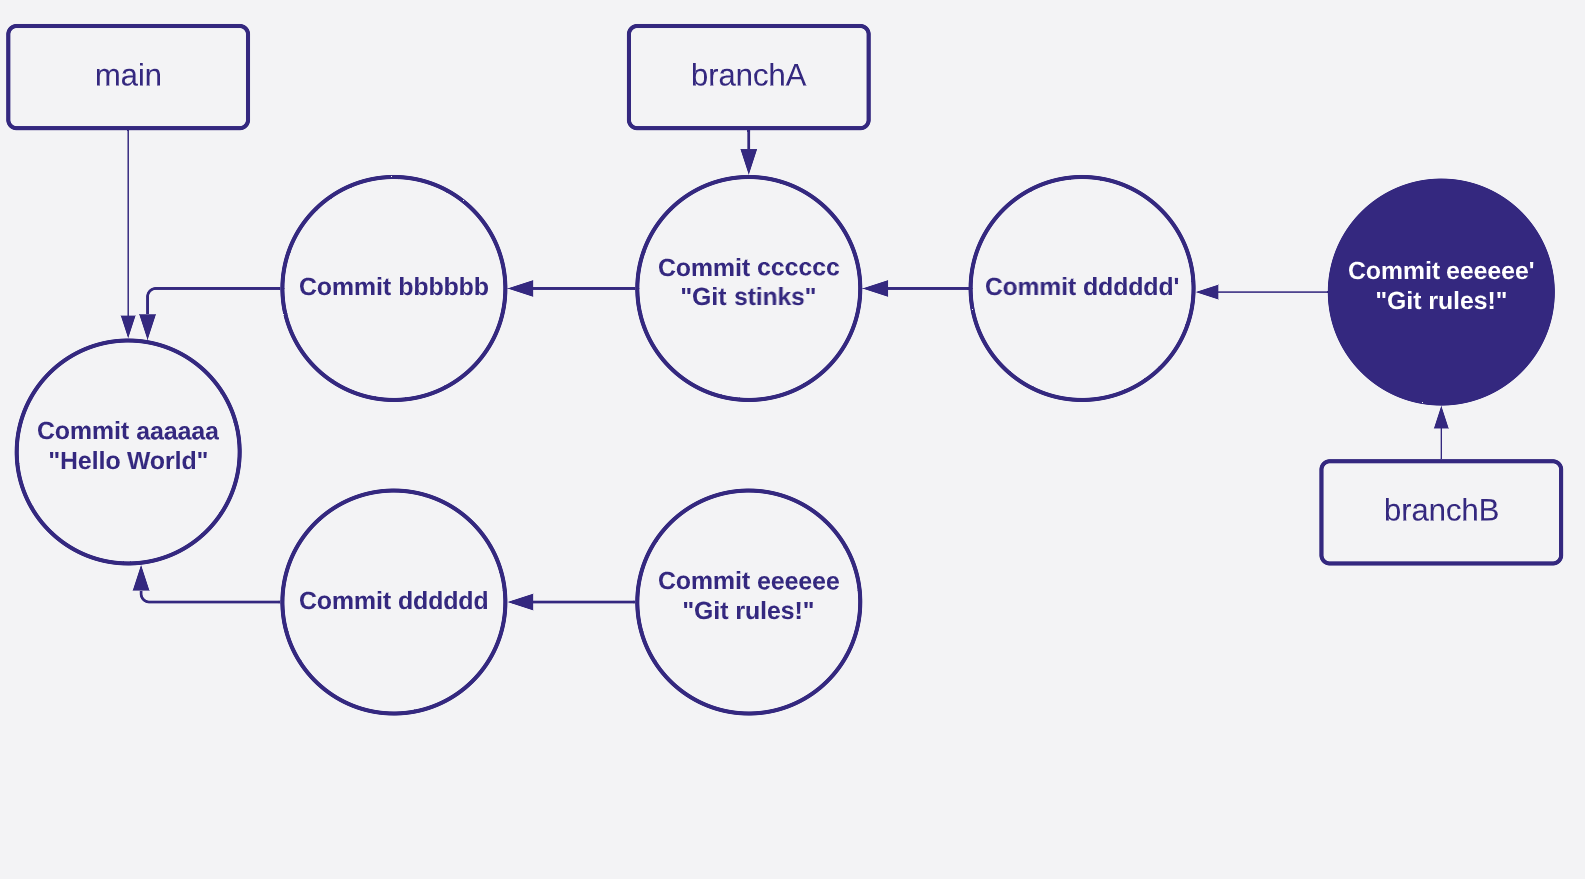 main
branchA
Commit bbbbbb
Commit cccccc
"Git stinks"
Commit dddddd'
Commit eeeeee'
"Git rules!"
Commit aaaaaa
"Hello World"
branchB
Commit dddddd
Commit eeeeee
"Git rules!"